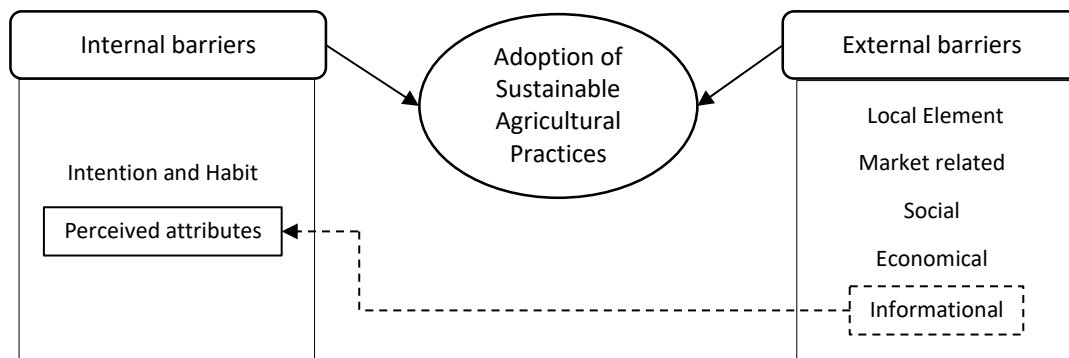 Internal barriers
Intention and Habit
Perceived attributes
Adoption of
Sustainable
Agricultural
Practices
External barriers
Local Element
Market related
Social
Economical
Informational